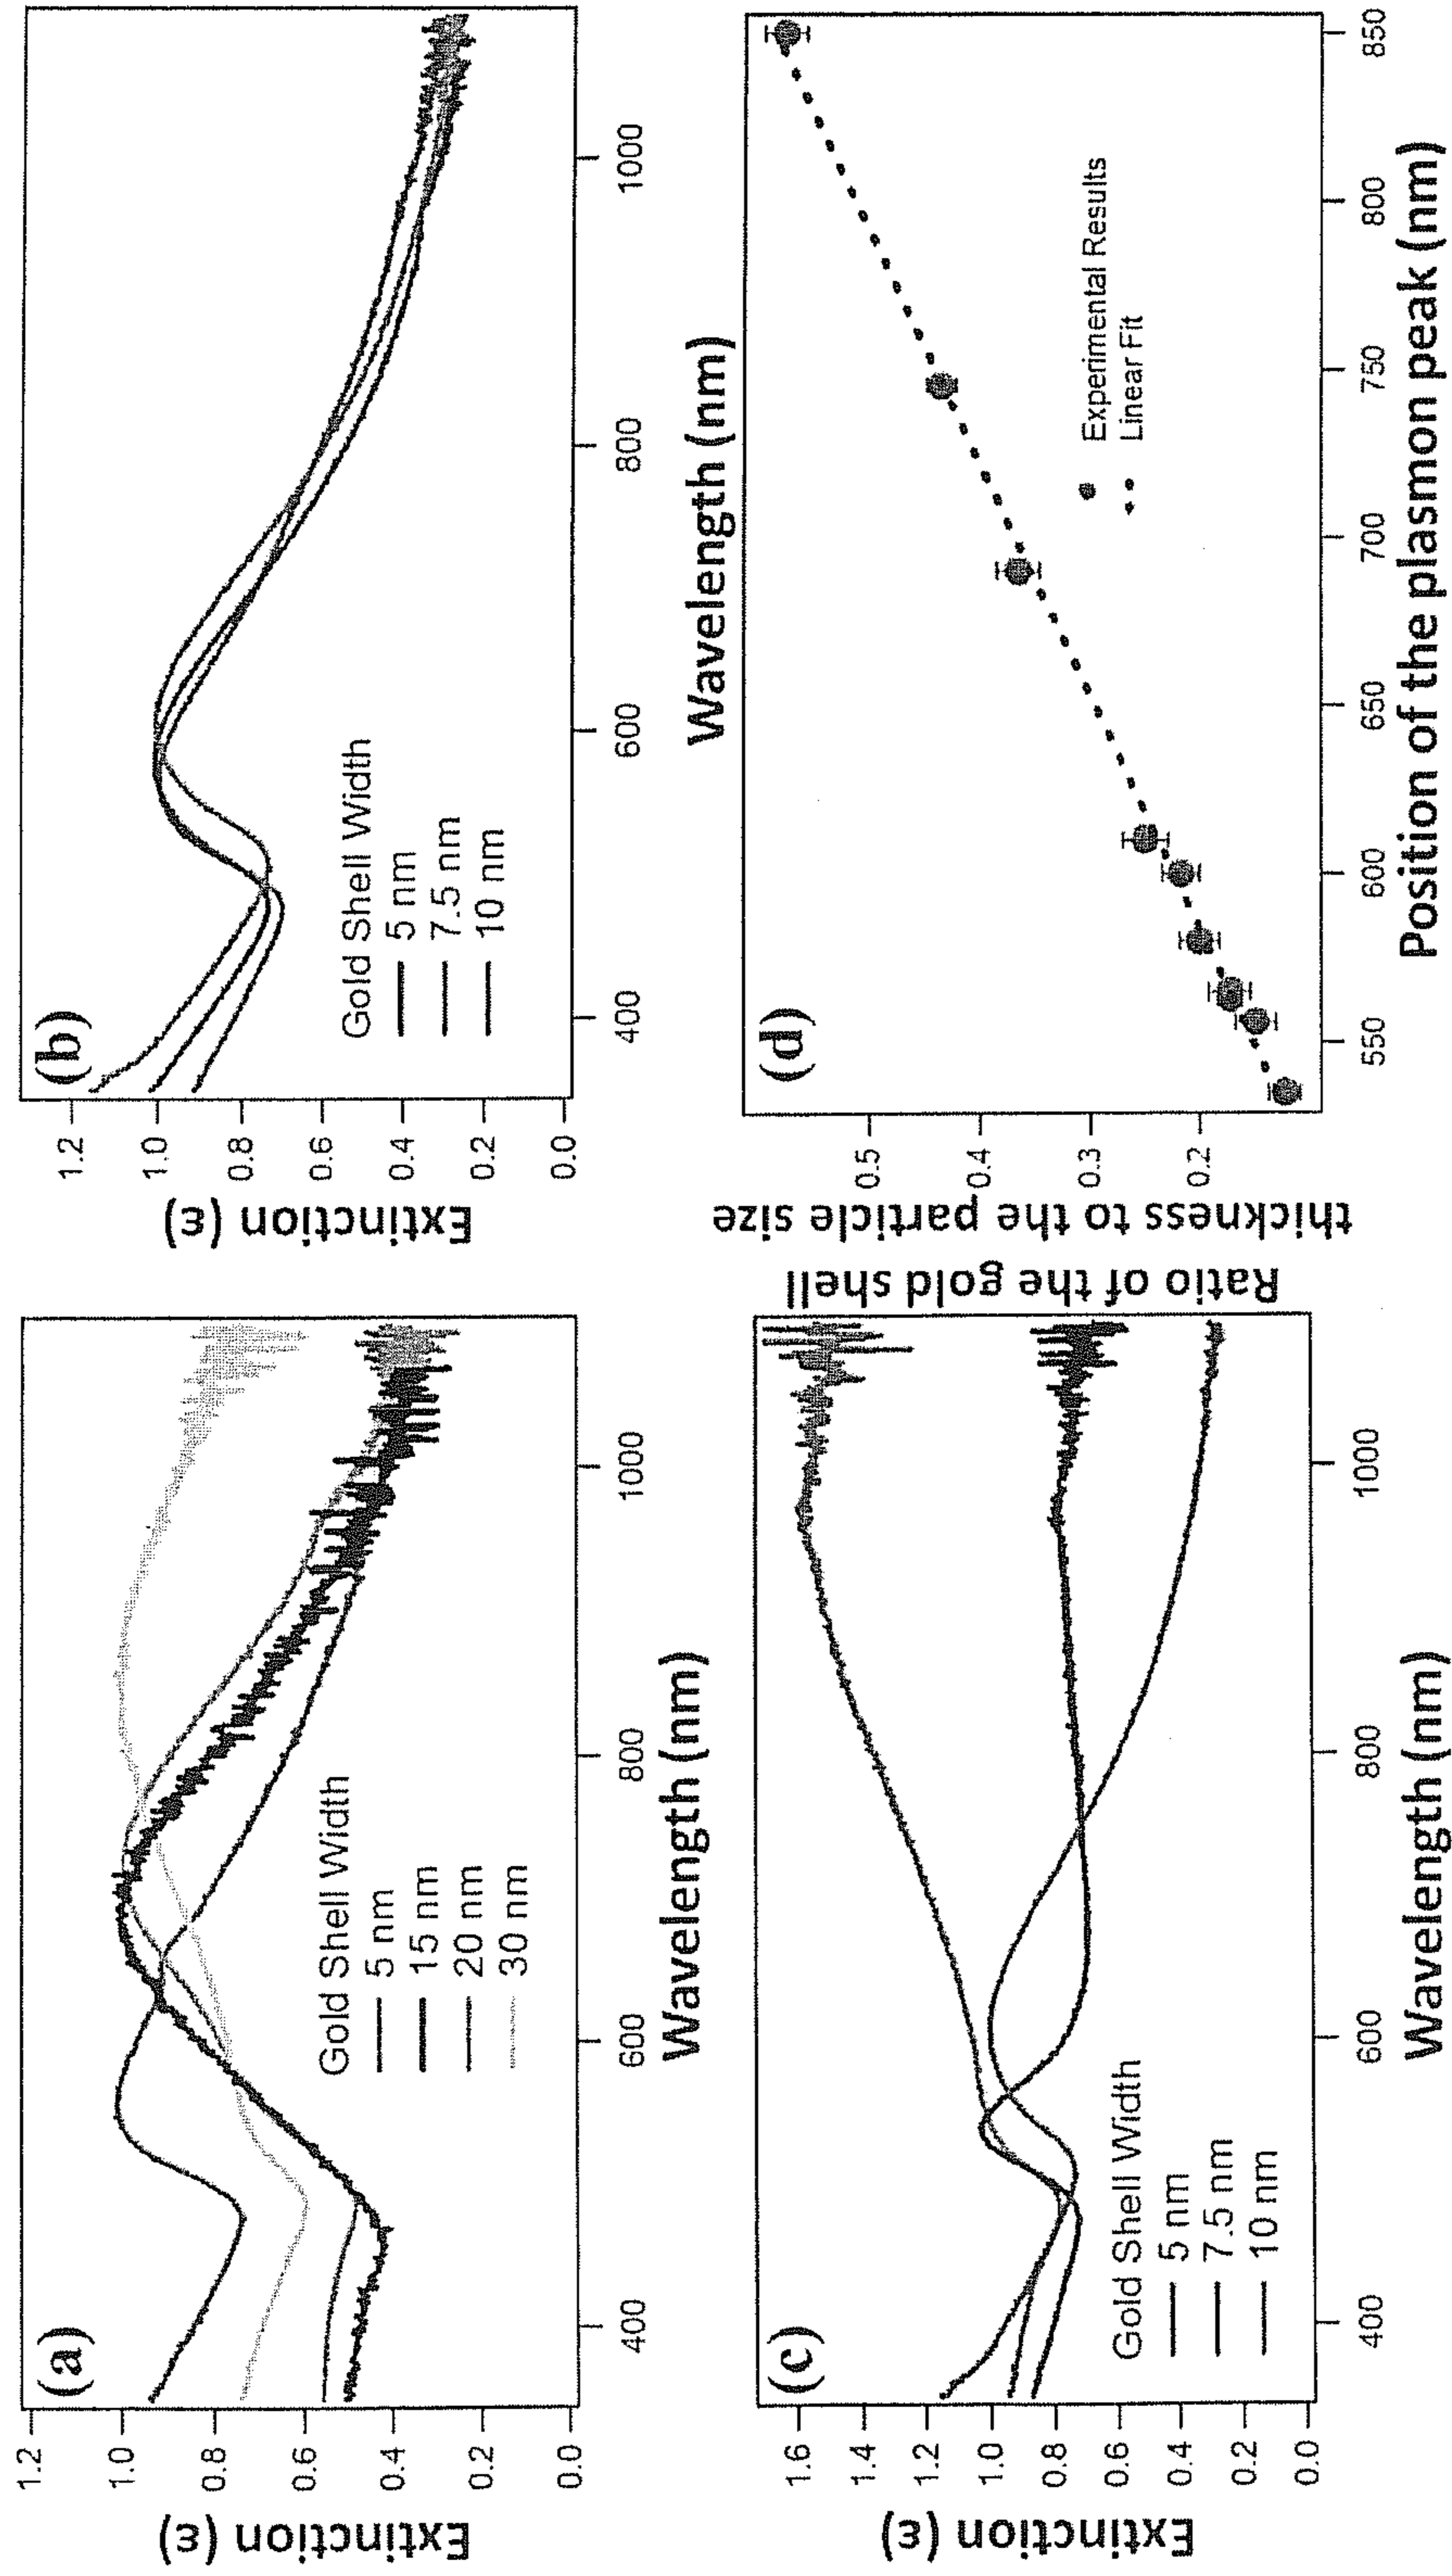 (a)
Extinction (ε)
1.2
1.0
0.8
0.6
0.4
0.0
Gold Shell Width
5 nm
15 nm
20 nm
30 nm
400
600
800
1000
Wavelength (nm)
(b)
Extinction (ε)
1.2
1.0
0.8
0.6
0.4
0.2
0.0
Gold Shell Width
5 nm
7.5 nm
10 nm
400
600
800
1000
Wavelength (nm)
(c)
Extinction (ε)
1.6
1.4
1.2
1.0
0.8
0.6
0.4
0.2
0.0
Gold Shell Width
5 nm
7.5 nm
10 nm
400
600
800
1000
Wavelength (nm)
(d)
Ratio of the gold shell
thickness to the particle size
0.5
0.4
0.3
0.2
Experimental Results
Linear Fit
550
600
650
700
750
800
850
Position of the plasmon peak (nm)